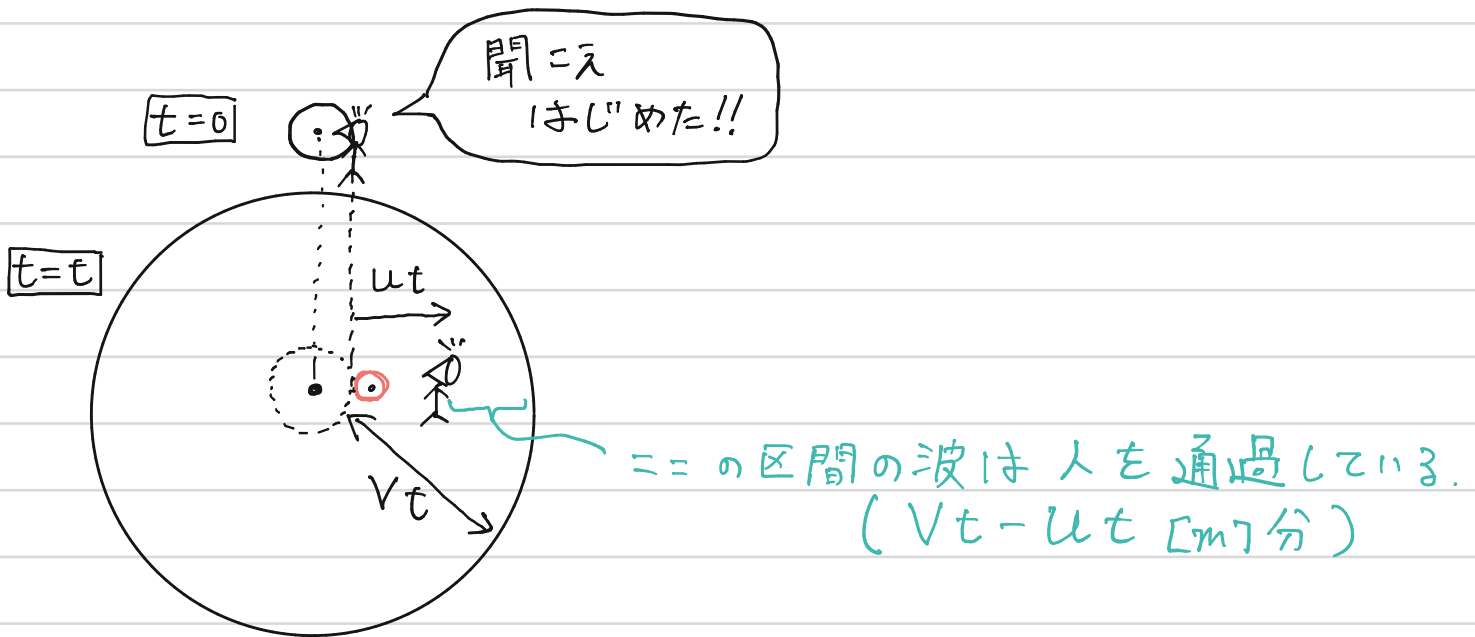 聞こえ
はじめた!!
t=0
t=t
ut
Vt
ここの区間の波は人を通過している.
(Vt-ut [m]分)